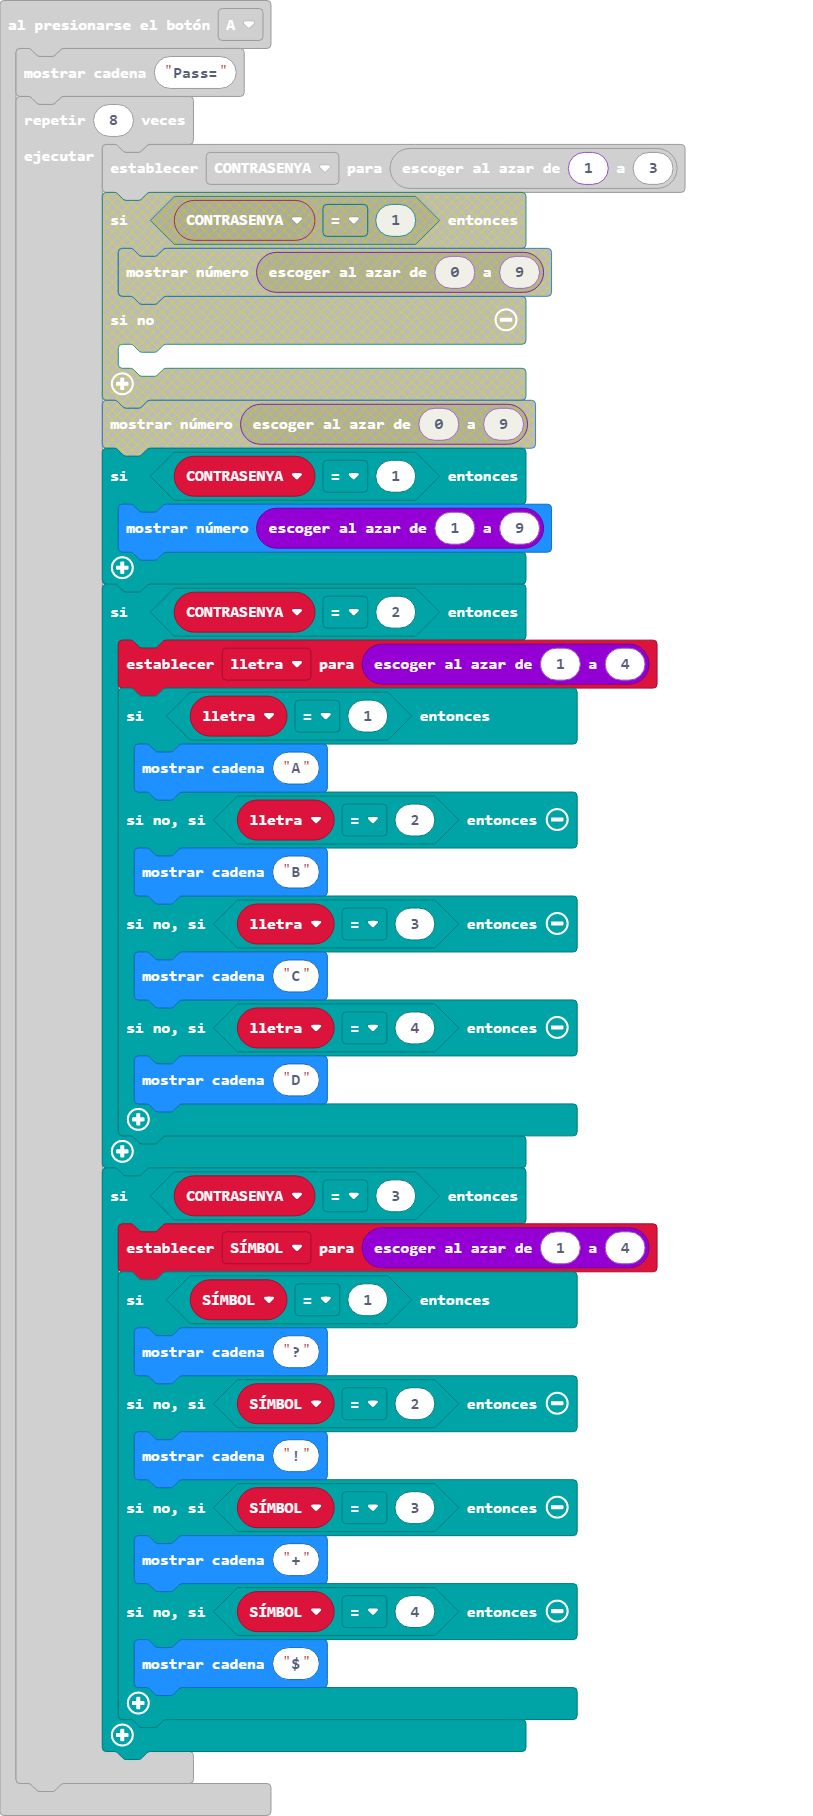 al presionarse el botón A
mostrar cadena "Pass="
repetir 8 veces
ejecutar
establecer CONTRASENYA para escoger al azar de 1 a 3
si CONTRASENYA = 1 entonces
mostrar número escoger al azar de 0 a 9
si no
mostrar número escoger al azar de 0 a 9
si CONTRASENYA = 1 entonces
mostrar número escoger al azar de 1 a 9
si CONTRASENYA = 2 entonces
establecer lletra para escoger al azar de 1 a 4
si lletra = 1 entonces
mostrar cadena "A"
si no, si lletra = 2 entonces
mostrar cadena "B"
si no, si lletra = 3 entonces
mostrar cadena "C"
si no, si lletra = 4 entonces
mostrar cadena "D"
si CONTRASENYA = 3 entonces
establecer SÍMBOL para escoger al azar de 1 a 4
si SÍMBOL = 1 entonces
mostrar cadena "?"
si no, si SÍMBOL = 2 entonces
mostrar cadena "!"
si no, si SÍMBOL = 3 entonces
mostrar cadena "+"
si no, si SÍMBOL = 4 entonces
mostrar cadena "$"